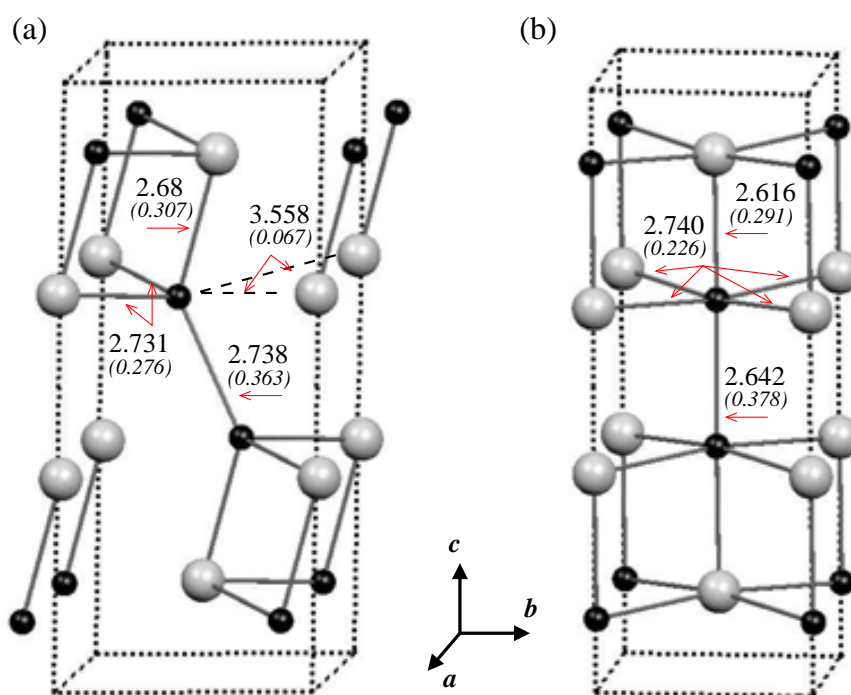 (a)
(b)
2.68
(0.307)
3.558
(0.067)
2.731
(0.276)
2.738
(0.363)
2.616
(0.291)
2.740
(0.226)
2.642
(0.378)
c
b
a